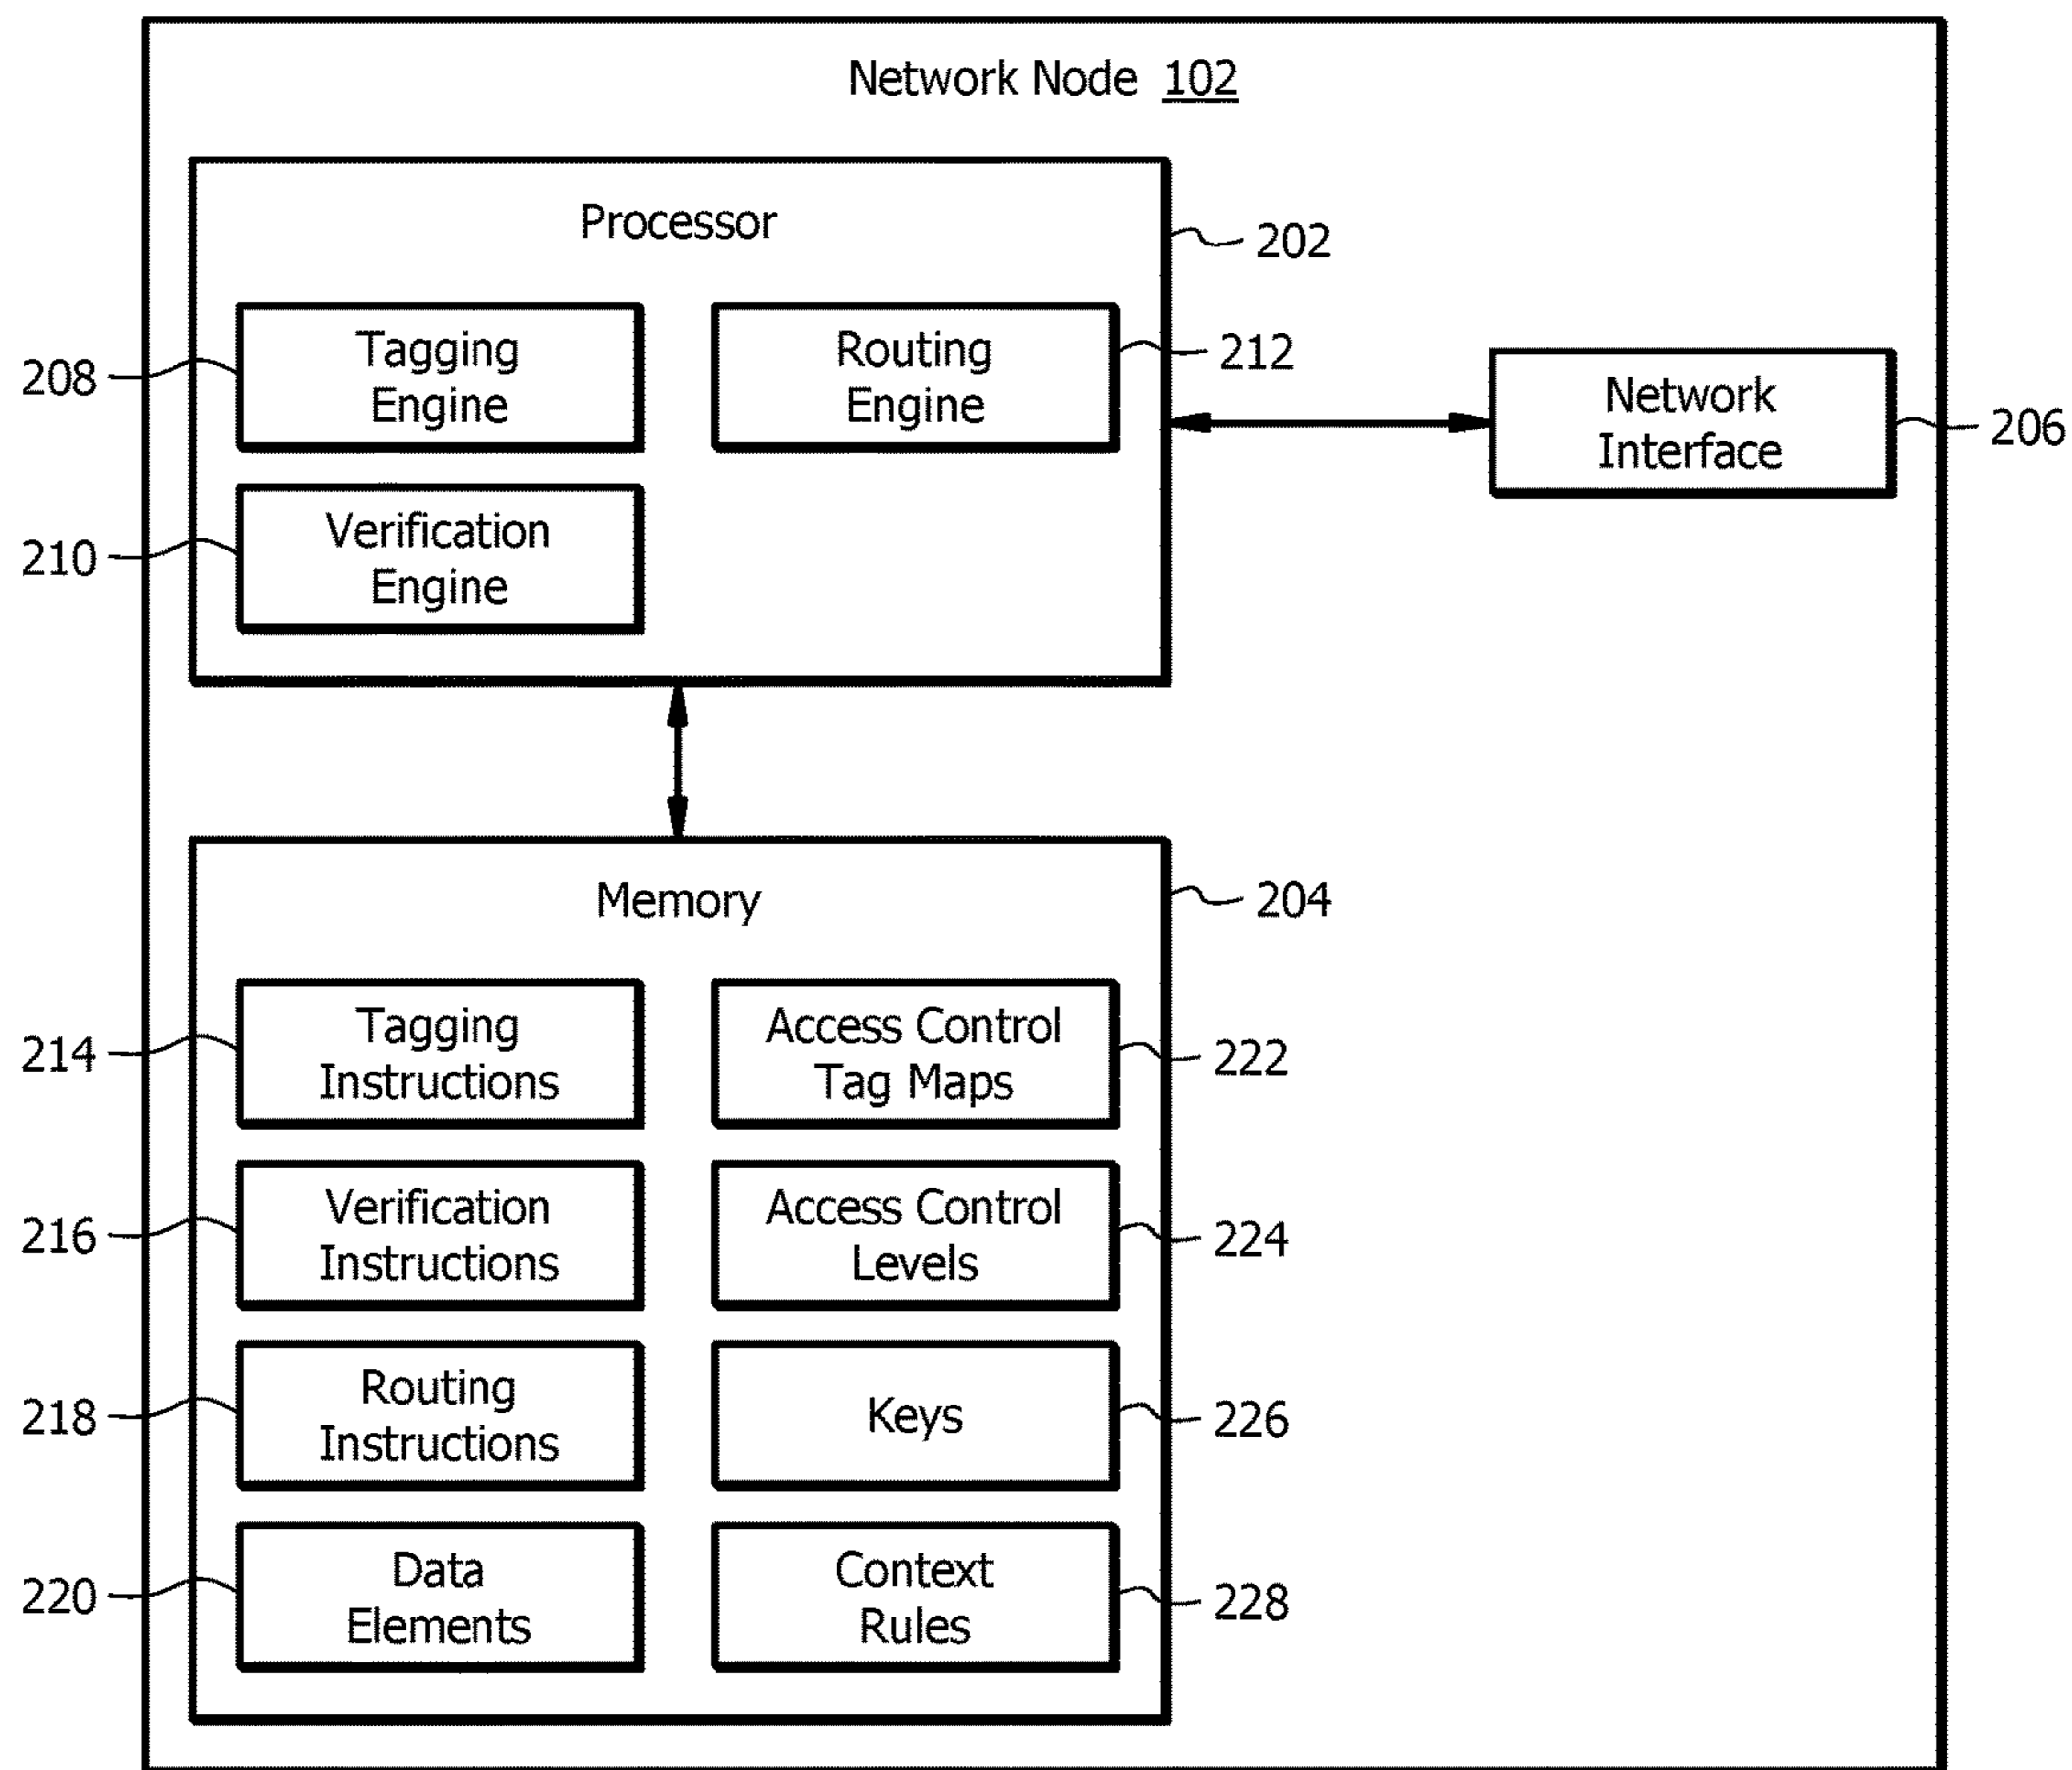 Network Node 102
Processor
202
208
Tagging
Engine
Routing
Engine
212
Network
Interface
206
210
Verification
Engine
Memory
204
214
Tagging
Instructions
Access Control
Tag Maps
222
216
Verification
Instructions
Access Control
Levels
224
218
Routing
Instructions
Keys
226
220
Data
Elements
Context
Rules
228